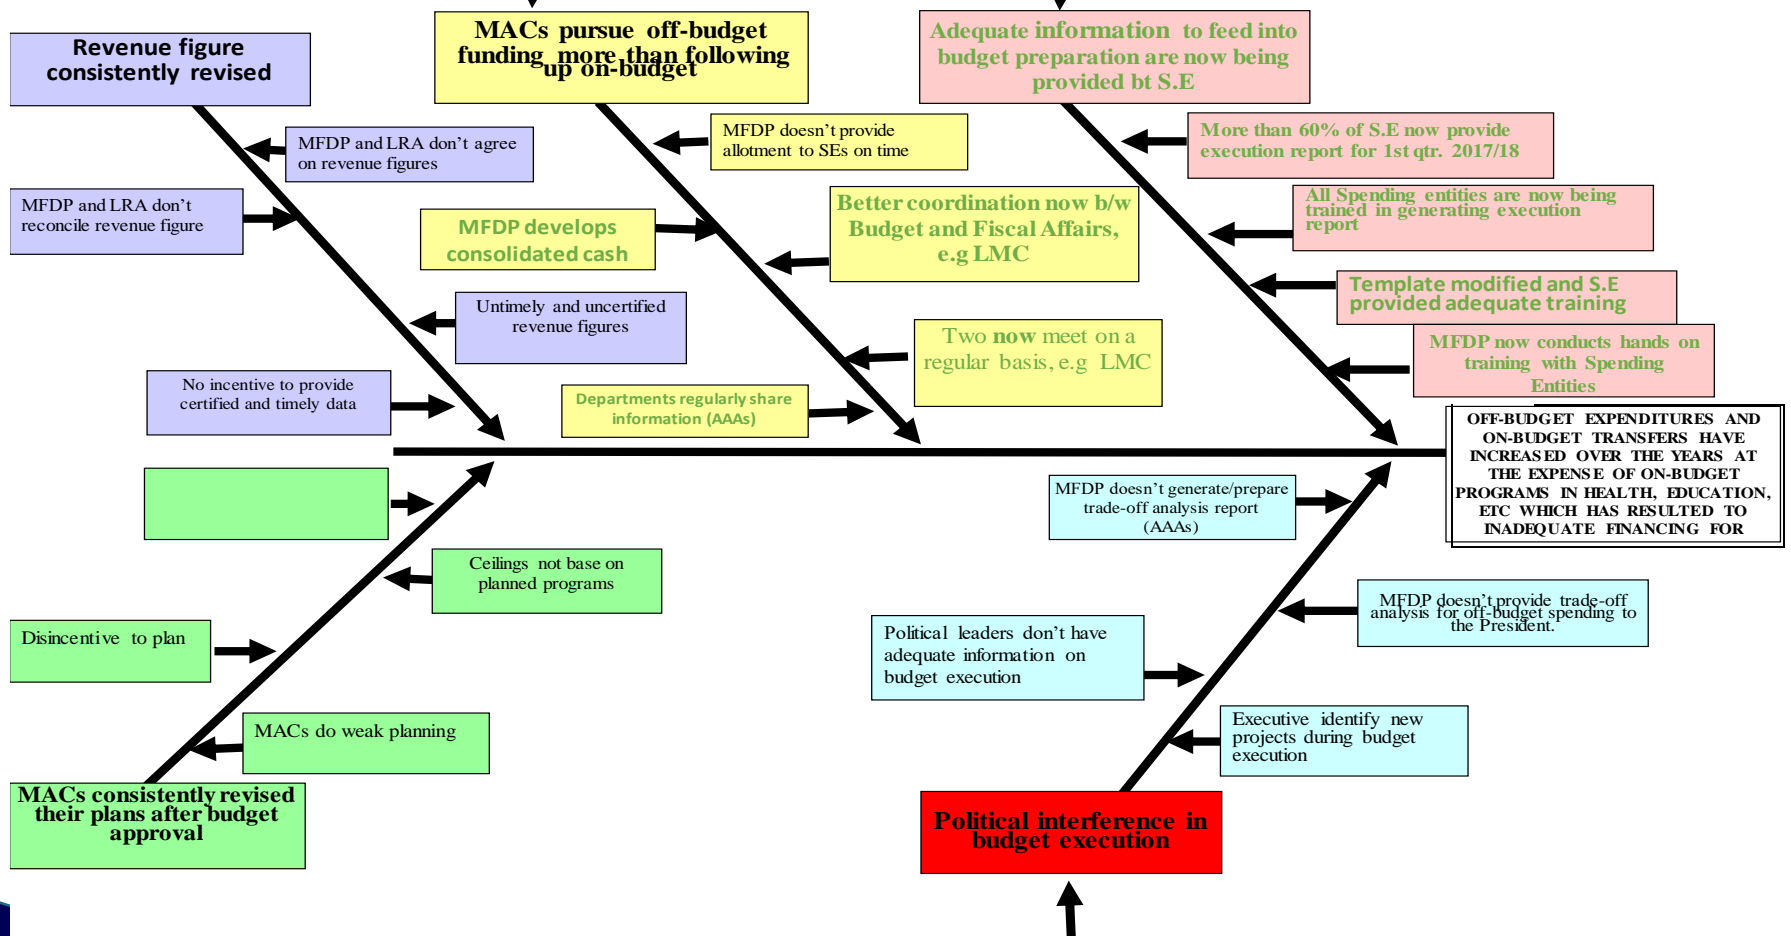 Revenue figure
consistently revised
MACs pursue off-budget
funding more than following
up on-budget
Adequate information to feed into
budget preparation are now being
provided bt S.E
MFDP and LRA don't agree
on revenue figures
MFDP doesn't provide
allotment to SEs on time
More than 60% of S.E now provide
execution report for 1st qtr. 2017/18
MFDP and LRA don't
reconcile revenue figure
MFDP develops
consolidated cash
Better coordination now b/w
Budget and Fiscal Affairs,
e.g LMC
All Spending entities are now being
trained in generating execution
report
Untimely and uncertified
revenue figures
Two now meet on a
regular basis, e.g LMC
Template modified and S.E
provided adequate training
MFDP now conducts hands on
training with Spending
Entities
No incentive to provide
certified and timely data
Departments regularly share
information (AAAs)
OFF-BUDGET EXPENDITURES AND
ON-BUDGET TRANSFERS HAVE
INCREASED OVER THE YEARS AT
THE EXPENSE OF ON-BUDGET
PROGRAMS IN HEALTH, EDUCATION,
ETC WHICH HAS RESULTED TO
INADEQUATE FINANCING FOR
MFDP doesn't generate/prepare
trade-off analysis report
(AAAs)
Ceilings not base on
planned programs
MFDP doesn't provide trade-off
analysis for off-budget spending to
the President.
Disincentive to plan
Political leaders don't have
adequate information on
budget execution
MACs do weak planning
Executive identify new
projects during budget
execution
MACs consistently revised
their plans after budget
approval
Political interference in
budget execution